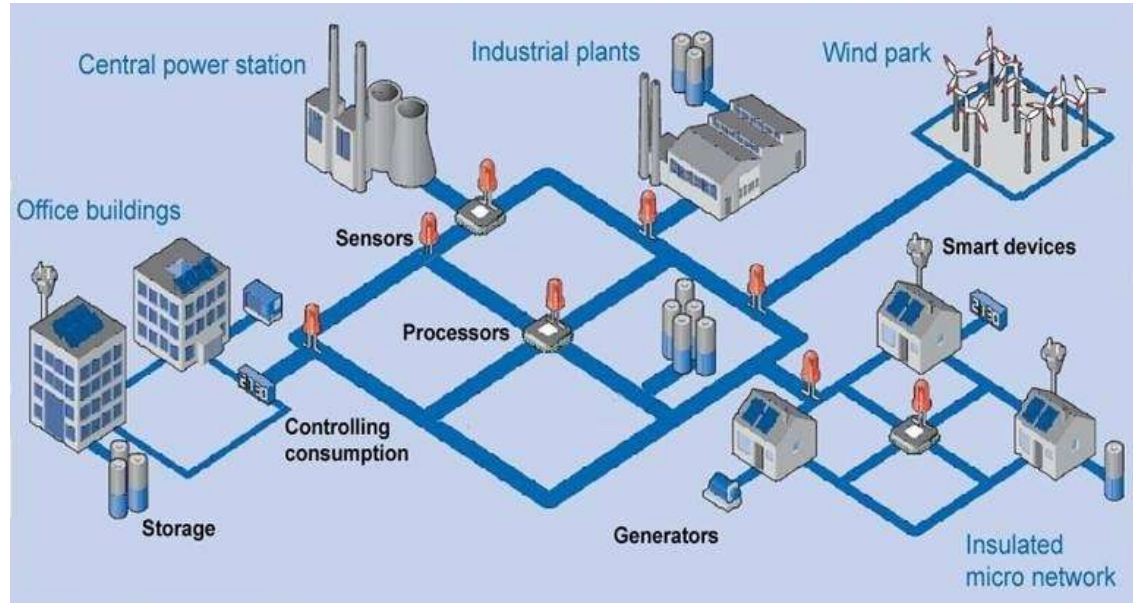 Central power station
Industrial plants
Wind park
Office buildings
Sensors
Smart devices
Processors
Controlling
consumption
Storage
Generators
Insulated
micro network